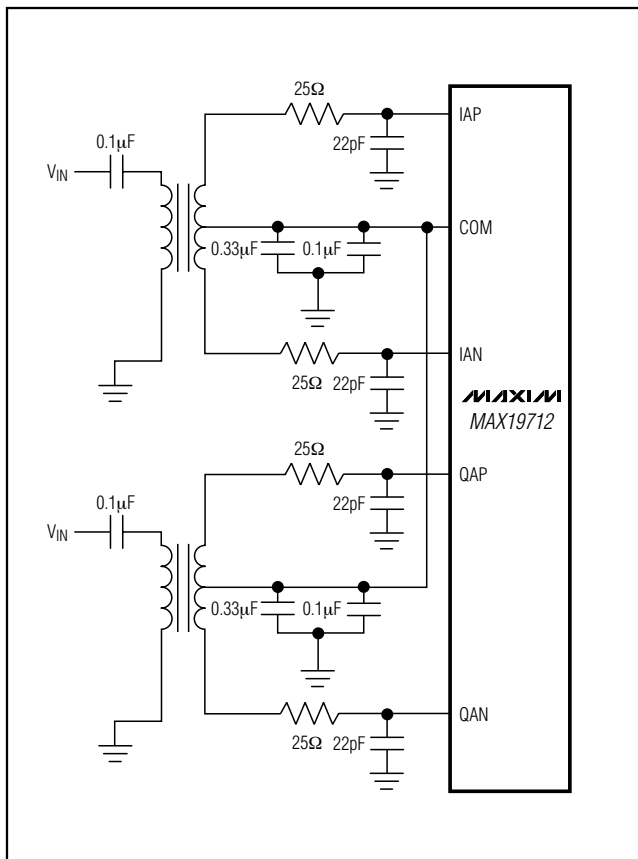 25Ω
IAP
0.1µF
22pF
VIN
COM
0.33µF 0.1µF
IAN
25Ω 22pF
MAXIM
MAX19712
25Ω
QAP
0.1µF
22pF
VIN
0.33µF 0.1µF
QAN
25Ω 22pF